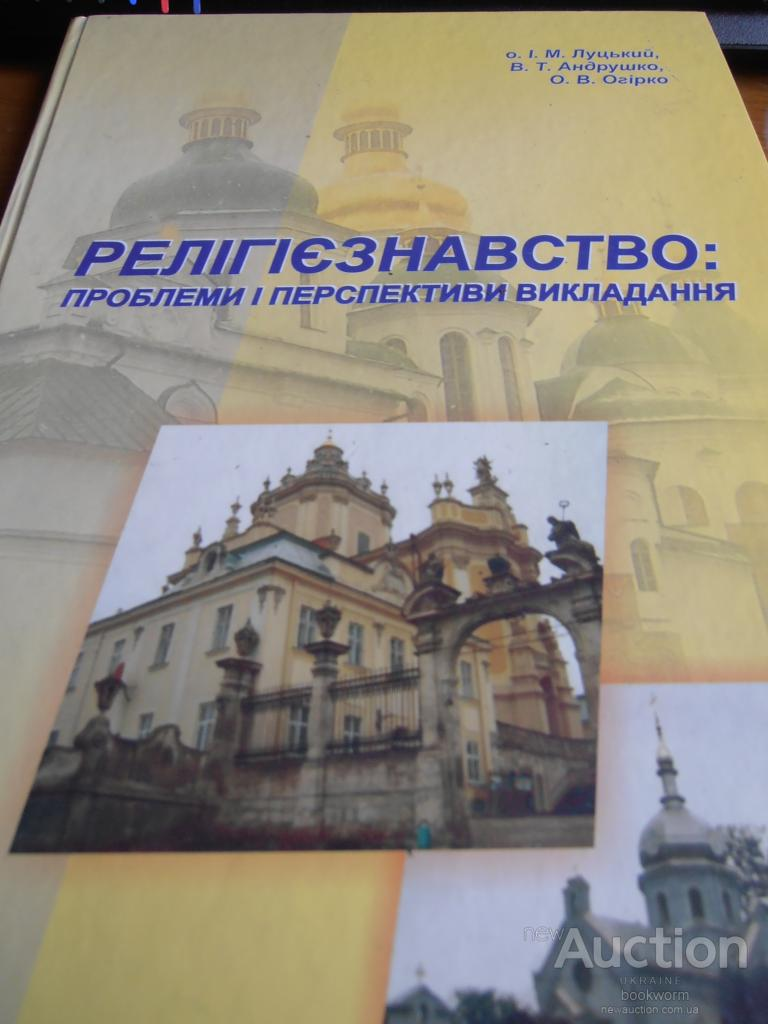 о. І. М. Луцький,
В. Т. Андрушко,
О. В. Огірко
РЕЛІГІЄЗНАВСТВО:
ПРОБЛЕМИ І ПЕРСПЕКТИВИ ВИКЛАДАННЯ
new Auction
UKRAINE
bookworm
newauction.com.ua